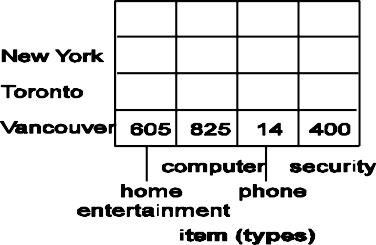 New York
Toronto
Vancouver 605 825 14 400
computer security
home phone
entertainment
item (types)